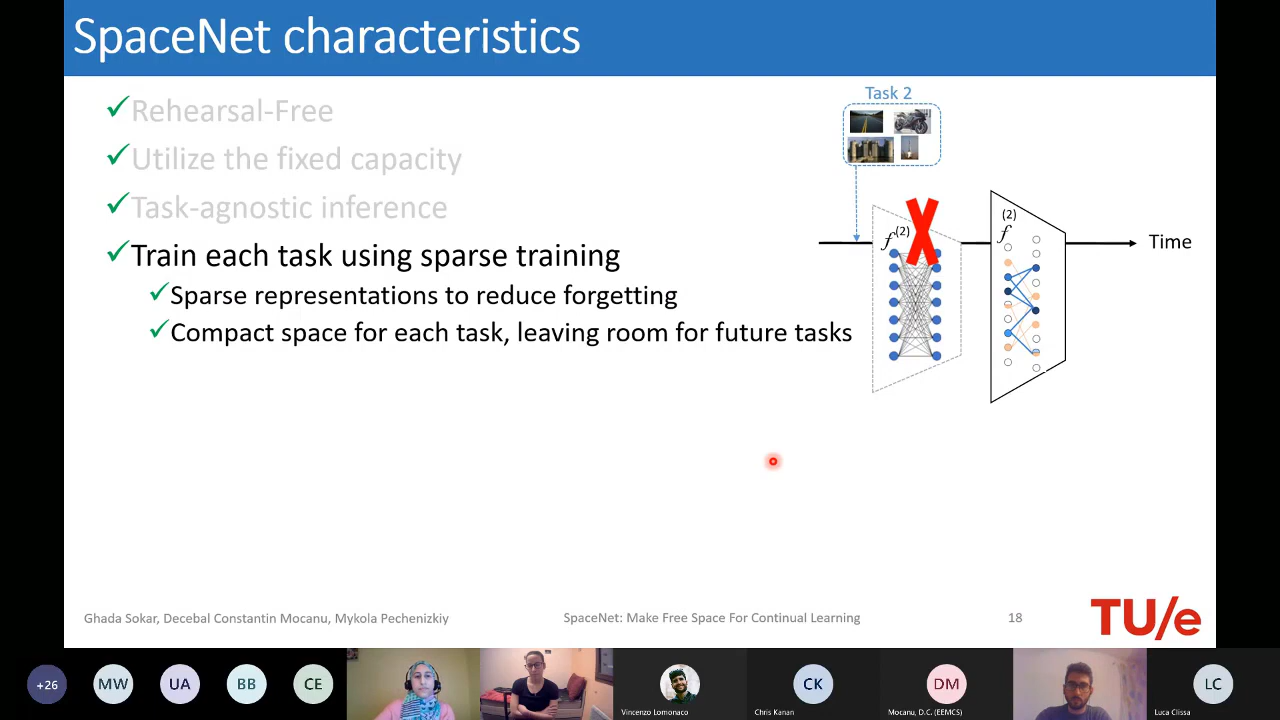 SpaceNet characteristics
Task 2
✓Rehearsal-Free
✓Utilize the fixed capacity
✓Task-agnostic inference
✓Train each task using sparse training
✓Sparse representations to reduce forgetting
✓Compact space for each task, leaving room for future tasks
f(2)
(2)
f
Time
Ghada Sokar, Decebal Constantin Mocanu, Mykola Pechenizkiy
SpaceNet: Make Free Space For Continual Learning
18
TU/e
+26
MW
UA
BB
CE
CK
DM
LC
Vincenzo Lomonaco
Chris Kanan
Mocanu, D.C. (EEMCS)
Luca Clissa